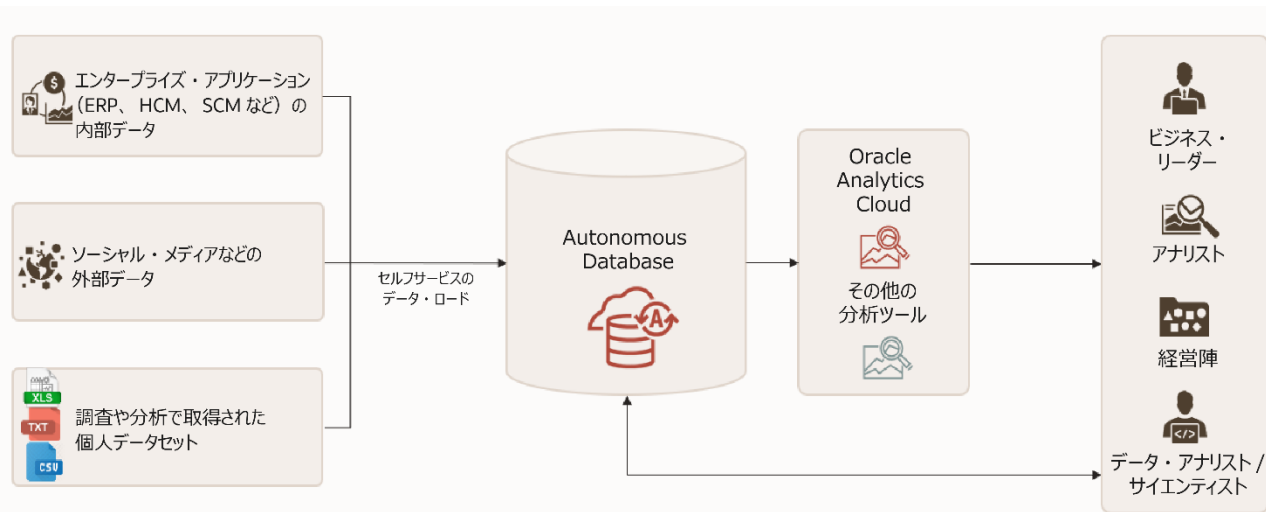 エンタープライズ・アプリケーション
（ERP、 HCM、 SCM など）の
内部データ
ソーシャル・メディアなどの
外部データ
XLS
TXT
CSV
調査や分析で取得された
個人データセット
セルフサービスの
データ・ロード
Autonomous
Database
A
Oracle
Analytics
Cloud
その他の
分析ツール
ビジネス・
リーダー
アナリスト
経営陣
データ・アナリスト /
サイエンティスト